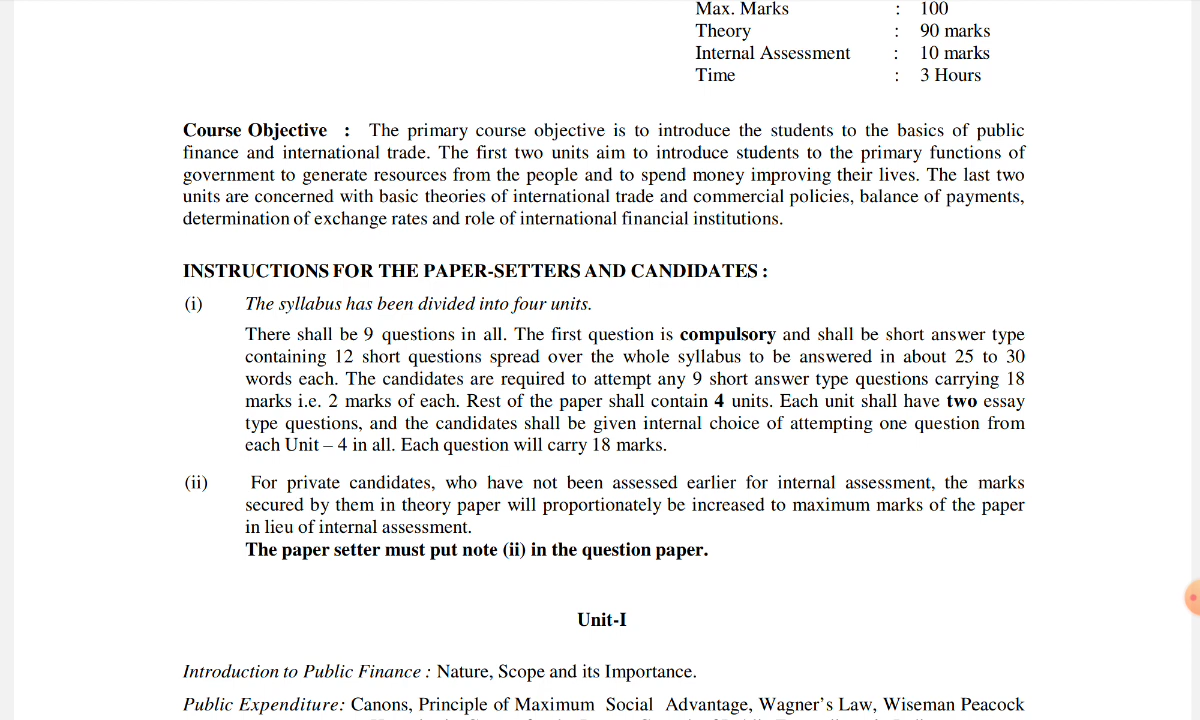 Max. Marks : 100
Theory : 90 marks
Internal Assessment : 10 marks
Time : 3 Hours
Course Objective : The primary course objective is to introduce the students to the basics of public
finance and international trade. The first two units aim to introduce students to the primary functions of
government to generate resources from the people and to spend money improving their lives. The last two
units are concerned with basic theories of international trade and commercial policies, balance of payments,
determination of exchange rates and role of international financial institutions.
INSTRUCTIONS FOR THE PAPER-SETTERS AND CANDIDATES :
(i) The syllabus has been divided into four units.
There shall be 9 questions in all. The first question is compulsory and shall be short answer type
containing 12 short questions spread over the whole syllabus to be answered in about 25 to 30
words each. The candidates are required to attempt any 9 short answer type questions carrying 18
marks i.e. 2 marks of each. Rest of the paper shall contain 4 units. Each unit shall have two essay
type questions, and the candidates shall be given internal choice of attempting one question from
each Unit – 4 in all. Each question will carry 18 marks.
(ii) For private candidates, who have not been assessed earlier for internal assessment, the marks
secured by them in theory paper will proportionately be increased to maximum marks of the paper
in lieu of internal assessment.
The paper setter must put note (ii) in the question paper.
Unit-I
Introduction to Public Finance : Nature, Scope and its Importance.
Public Expenditure: Canons, Principle of Maximum Social Advantage, Wagner's Law, Wiseman Peacock